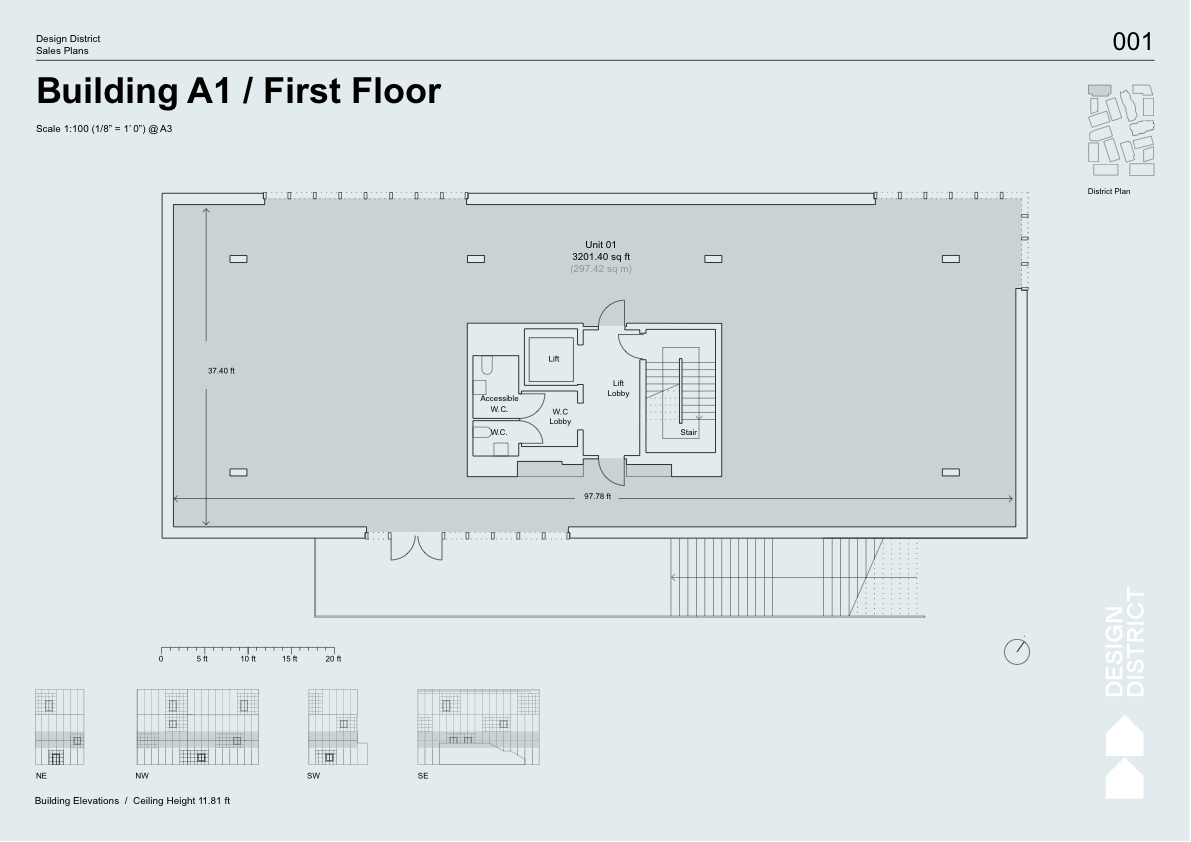 Design District
Sales Plans
001
Building A1 / First Floor
Scale 1:100 (1/8” = 1’ 0”) @ A3
District Plan
Unit 01
3201.40 sq ft
(297.42 sq m)
37.40 ft
Lift
Lift
Lobby
Accessible
W.C.
W.C
Lobby
W.C.
Stair
97.78 ft
0
5 ft
10 ft
15 ft
20 ft
DESIGN
DISTRICT
NE
NW
SW
SE
Building Elevations / Ceiling Height 11.81 ft